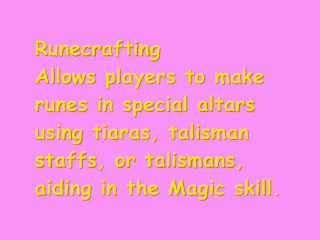 Runecrafting
Allows players to make
runes in special altars
using tiaras, talisman
staffs, or talismans,
aiding in the Magic skill.